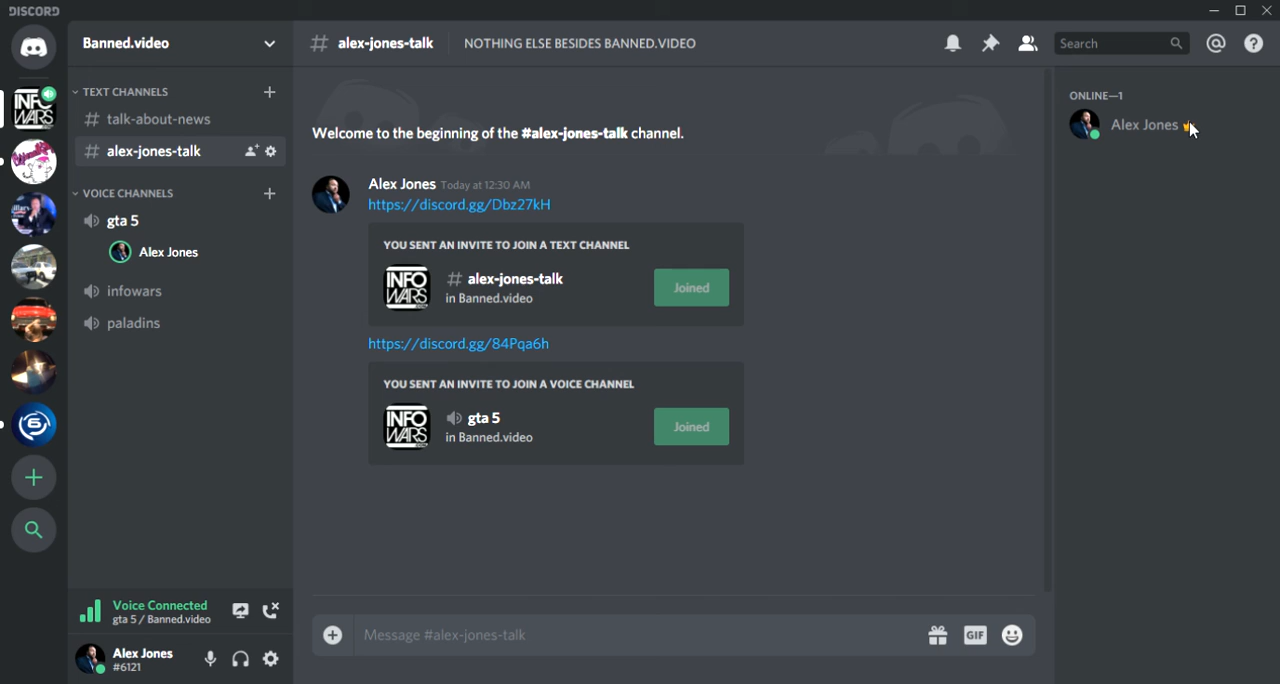 DISCORD
Banned.video
# alex-jones-talk
NOTHING ELSE BESIDES BANNED.VIDEO
Search
INFO
WARS
TEXT CHANNELS
# talk-about-news
# alex-jones-talk
VOICE CHANNELS
gta 5
Alex Jones
infowars
paladins
Voice Connected
gta 5 / Banned.video
Alex Jones
#6121
Welcome to the beginning of the #alex-jones-talk channel.
Alex Jones Today at 12:30 AM
https://discord.gg/Dbz27kH
YOU SENT AN INVITE TO JOIN A TEXT CHANNEL
INFO
WARS
# alex-jones-talk
in Banned.video
Joined
https://discord.gg/84Pqa6h
YOU SENT AN INVITE TO JOIN A VOICE CHANNEL
INFO
WARS
gta 5
in Banned.video
Joined
Message #alex-jones-talk
GIF
ONLINE—1
Alex Jones